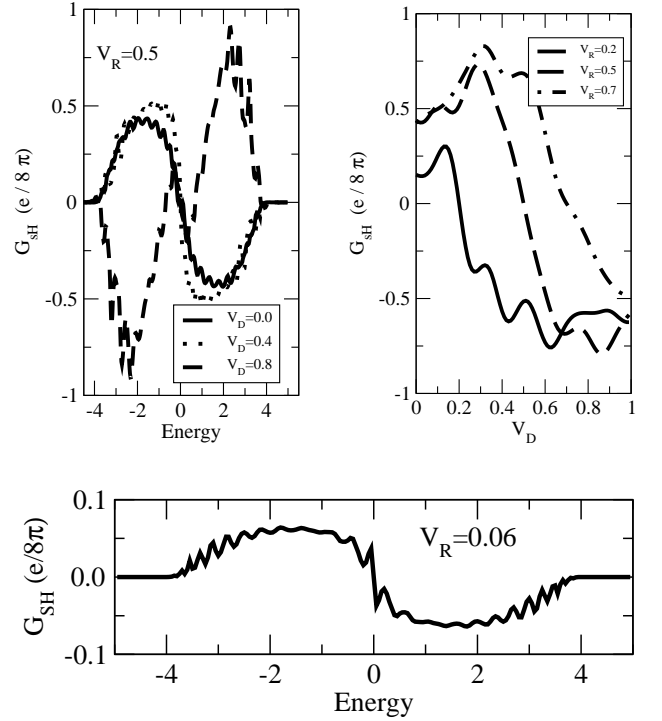 1
0.5
0
-0.5
-1
G_sH (e / 8 π)
V_R=0.5
V_D=0.0
V_D=0.4
V_D=0.8
-4 -2 0 2 4
Energy
1
0.5
0
-0.5
-1
G_sH (e / 8 π)
V_R=0.2
V_R=0.5
V_R=0.7
0 0.2 0.4 0.6 0.8 1
V_D
0.1
0.0
-0.1
G_SH (e/8π)
V_R=0.06
-4 -2 0 2 4
Energy